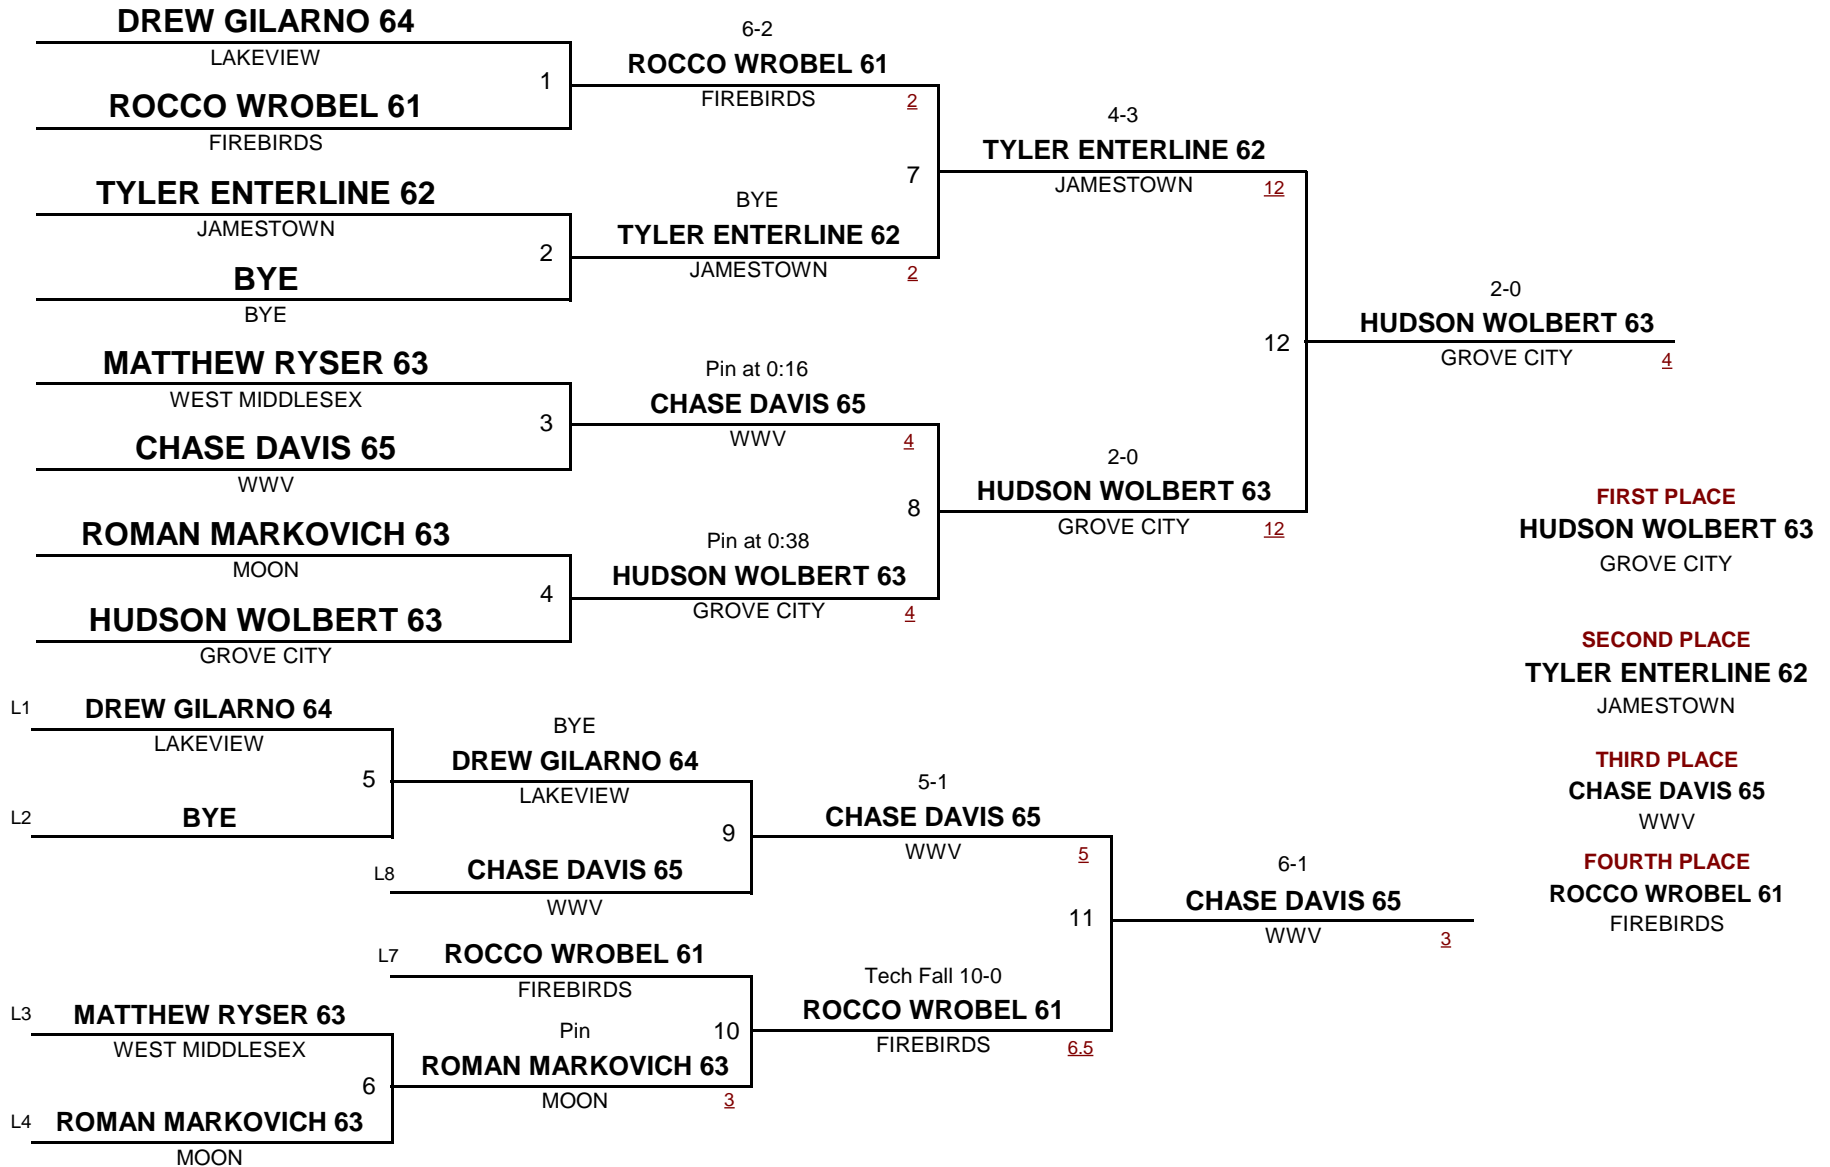 DREW GILARNO 64
LAKEVIEW
1
ROCCO WROBEL 61
FIREBIRDS
6-2
ROCCO WROBEL 61
FIREBIRDS
2
TYLER ENTERLINE 62
JAMESTOWN
2
BYE
BYE
BYE
TYLER ENTERLINE 62
JAMESTOWN
2
7
4-3
TYLER ENTERLINE 62
JAMESTOWN
12
MATTHEW RYSER 63
WEST MIDDLESEX
3
CHASE DAVIS 65
WWV
Pin at 0:16
CHASE DAVIS 65
WWV
4
ROMAN MARKOVICH 63
MOON
4
HUDSON WOLBERT 63
GROVE CITY
Pin at 0:38
HUDSON WOLBERT 63
GROVE CITY
4
8
2-0
HUDSON WOLBERT 63
GROVE CITY
12
12
2-0
HUDSON WOLBERT 63
GROVE CITY
4
L1
DREW GILARNO 64
LAKEVIEW
5
L2
BYE
BYE
DREW GILARNO 64
LAKEVIEW
9
L8
CHASE DAVIS 65
WWV
5-1
CHASE DAVIS 65
WWV
5
L7
ROCCO WROBEL 61
FIREBIRDS
10
L3
MATTHEW RYSER 63
WEST MIDDLESEX
6
L4
ROMAN MARKOVICH 63
MOON
Pin
ROMAN MARKOVICH 63
MOON
3
Tech Fall 10-0
ROCCO WROBEL 61
FIREBIRDS
6.5
11
6-1
CHASE DAVIS 65
WWV
3
FIRST PLACE
HUDSON WOLBERT 63
GROVE CITY
SECOND PLACE
TYLER ENTERLINE 62
JAMESTOWN
THIRD PLACE
CHASE DAVIS 65
WWV
FOURTH PLACE
ROCCO WROBEL 61
FIREBIRDS